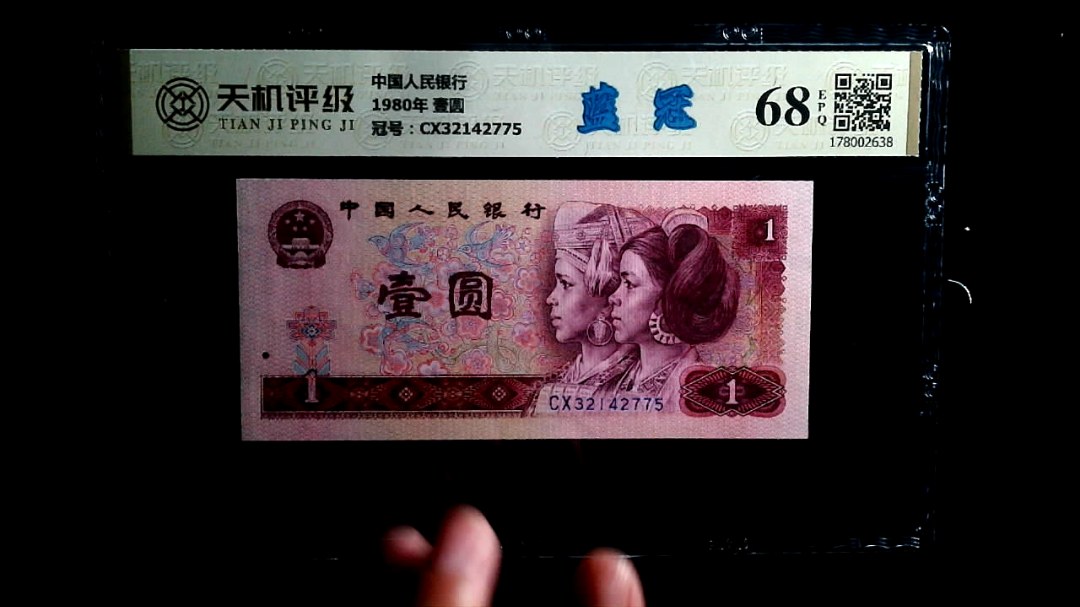 天机评级
TIAN JI PING JI
中国人民银行
1980年 壹圆
冠号：CX32142775
蓝冠
68
EPQ
178002638
中国人民银行
壹圆
1
1
1
CX32142775